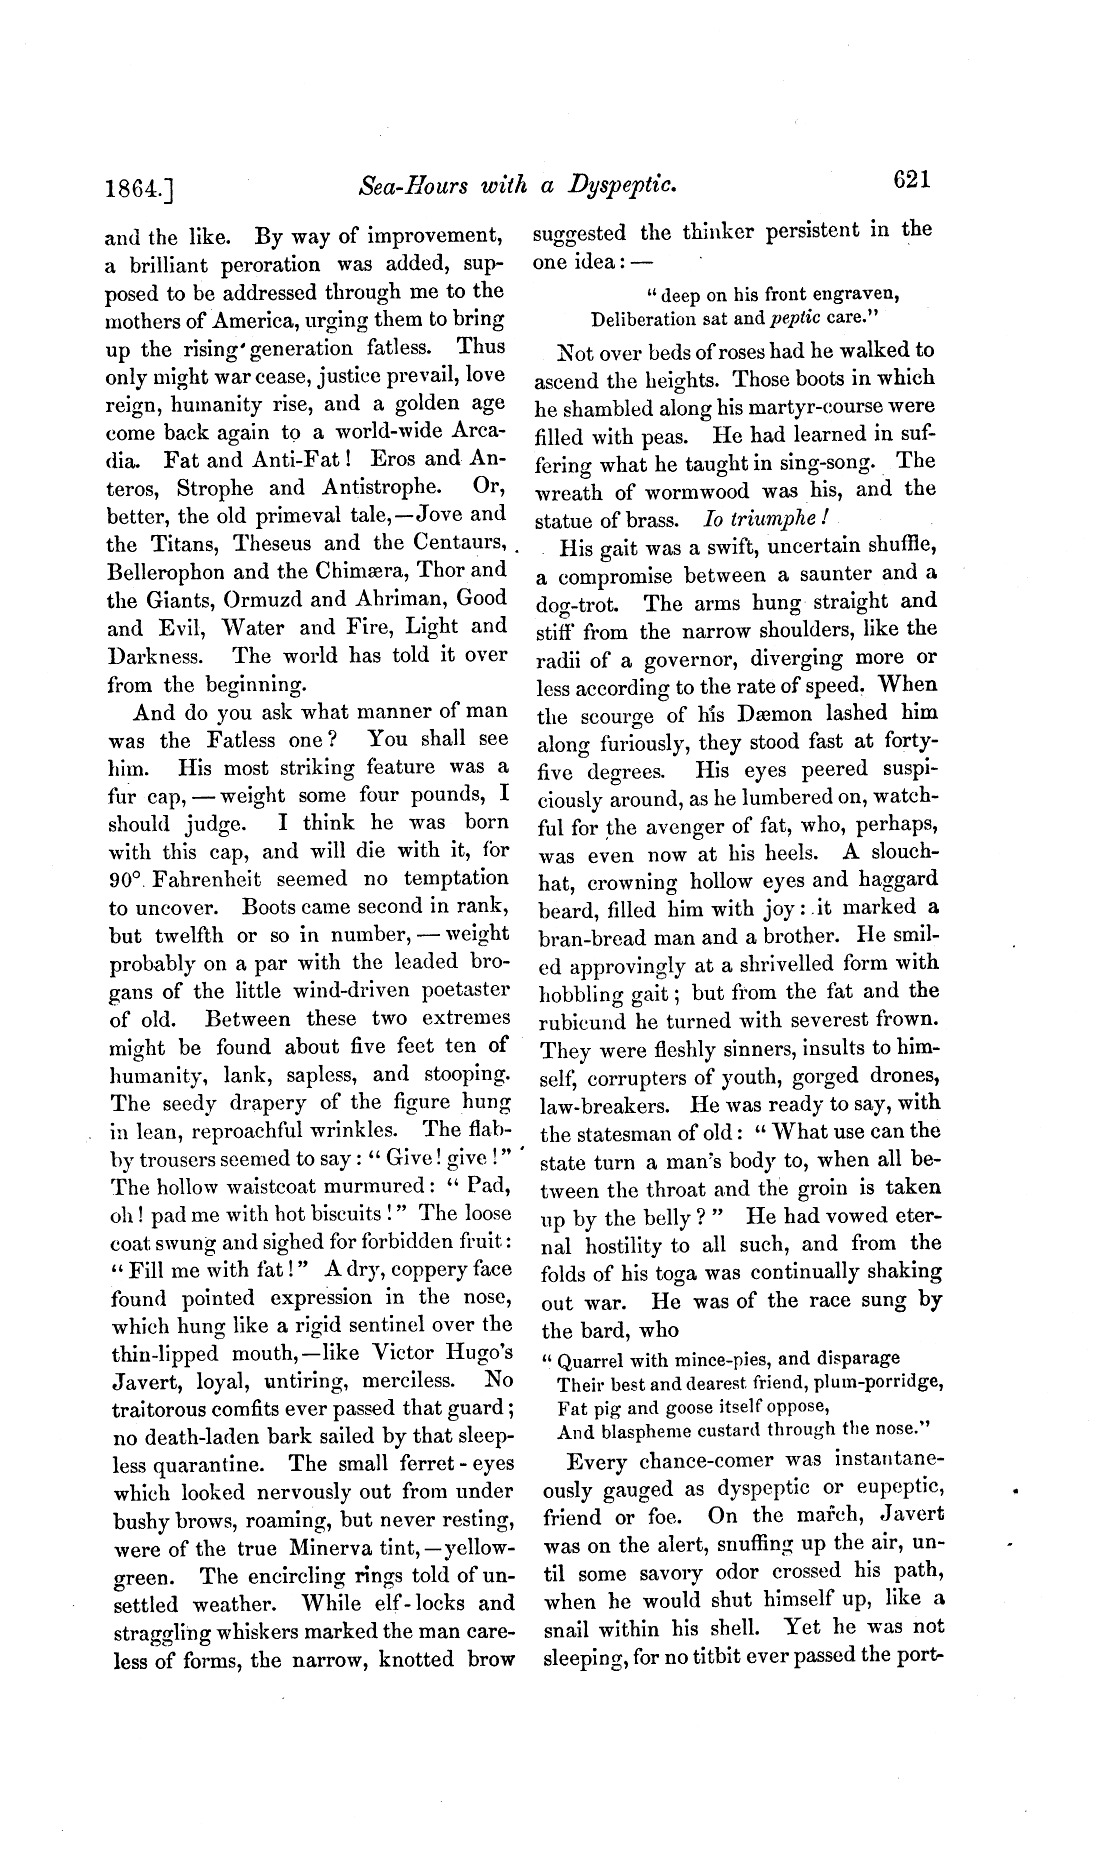 1864.] Sea-Hours with a Dyspeptic. 621
and the like. By way of improvement,
a brilliant peroration was added, sup-
posed to be addressed through me to the
mothers of America, urging them to bring
up the rising generation fatless. Thus
only might war cease, justice prevail, love
reign, humanity rise, and a golden age
come back again to a world-wide Arca-
dia. Fat and Anti-Fat! Eros and An-
teros, Strophe and Antistrophe. Or,
better, the old primeval tale,—Jove and
the Titans, Theseus and the Centaurs,
Bellerophon and the Chimæra, Thor and
the Giants, Ormuzd and Ahriman, Good
and Evil, Water and Fire, Light and
Darkness. The world has told it over
from the beginning.
And do you ask what manner of man
was the Fatless one? You shall see
him. His most striking feature was a
fur cap, — weight some four pounds, I
should judge. I think he was born
with this cap, and will die with it, for
90° Fahrenheit seemed no temptation
to uncover. Boots came second in rank,
but twelfth or so in number, — weight
probably on a par with the leaded bro-
gans of the little wind-driven poetaster
of old. Between these two extremes
might be found about five feet ten of
humanity, lank, sapless, and stooping.
The seedy drapery of the figure hung
in lean, reproachful wrinkles. The flab-
by trousers seemed to say: “Give! give!”
The hollow waistcoat murmured: “Pad,
oh! pad me with hot biscuits!” The loose
coat swung and sighed for forbidden fruit:
“Fill me with fat!” A dry, coppery face
found pointed expression in the nose,
which hung like a rigid sentinel over the
thin-lipped mouth,—like Victor Hugo’s
Javert, loyal, untiring, merciless. No
traitorous comfits ever passed that guard;
no death-laden bark sailed by that sleep-
less quarantine. The small ferret-eyes
which looked nervously out from under
bushy brows, roaming, but never resting,
were of the true Minerva tint,—yellow-
green. The encircling rings told of un-
settled weather. While elf-locks and
straggling whiskers marked the man care-
less of forms, the narrow, knotted brow
suggested the thinker persistent in the
one idea: —
“deep on his front engraven,
Deliberation sat and peptic care.”
Not over beds of roses had he walked to
ascend the heights. Those boots in which
he shambled along his martyr-course were
filled with peas. He had learned in suf-
fering what he taught in sing-song. The
wreath of wormwood was his, and the
statue of brass. Io triumphe!
His gait was a swift, uncertain shuffle,
a compromise between a saunter and a
dog-trot. The arms hung straight and
stiff from the narrow shoulders, like the
radii of a governor, diverging more or
less according to the rate of speed. When
the scourge of his Dæmon lashed him
along furiously, they stood fast at forty-
five degrees. His eyes peered suspi-
ciously around, as he lumbered on, watch-
ful for the avenger of fat, who, perhaps,
was even now at his heels. A slouch-
hat, crowning hollow eyes and haggard
beard, filled him with joy: it marked a
bran-bread man and a brother. He smil-
ed approvingly at a shrivelled form with
hobbling gait; but from the fat and the
rubicund he turned with severest frown.
They were fleshly sinners, insults to him-
self, corrupters of youth, gorged drones,
law-breakers. He was ready to say, with
the statesman of old: “What use can the
state turn a man’s body to, when all be-
tween the throat and the groin is taken
up by the belly?” He had vowed eter-
nal hostility to all such, and from the
folds of his toga was continually shaking
out war. He was of the race sung by
the bard, who
“Quarrel with mince-pies, and disparage
Their best and dearest friend, plum-porridge,
Fat pig and goose itself oppose,
And blaspheme custard through the nose.”
Every chance-comer was instantane-
ously gauged as dyspeptic or eupeptic,
friend or foe. On the march, Javert
was on the alert, snuffing up the air, un-
til some savory odor crossed his path,
when he would shut himself up, like a
snail within his shell. Yet he was not
sleeping, for no titbit ever passed the port-